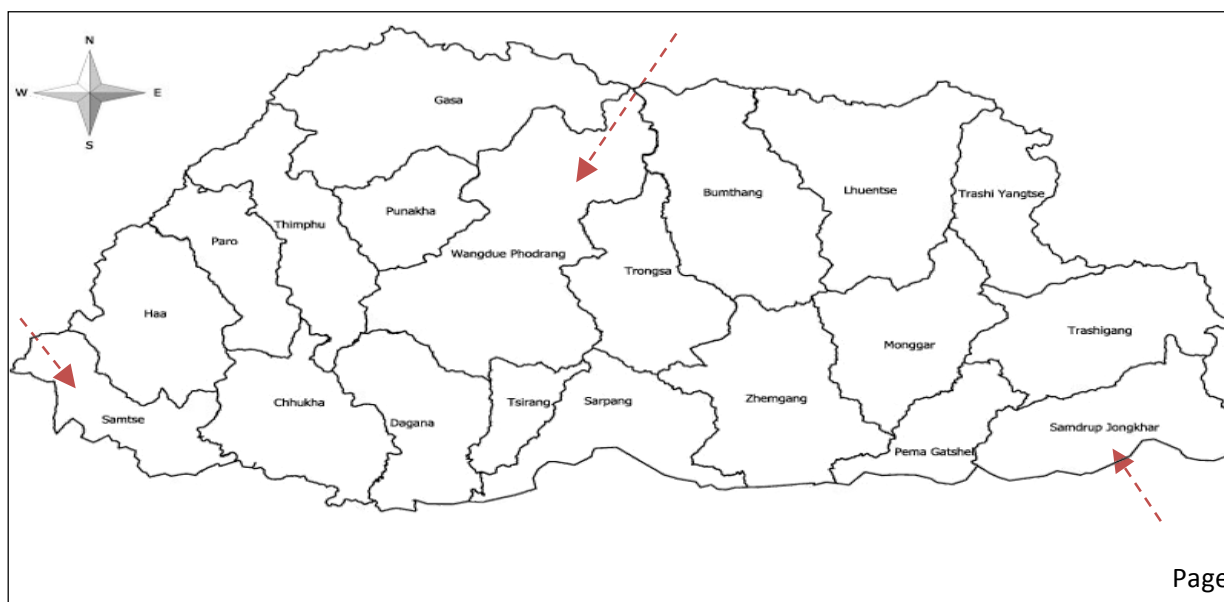 N
W E
S
Gasa
Punakha
Thimphu
Paro
Haa
Samtse
Chhukha
Dagana
Wangdue Phodrang
Tsirang
Sarpang
Trongsa
Bumthang
Zhemgang
Lhuentse
Monggar
Trashi Yangtse
Trashigang
Pema Gatshel
Samdrup Jongkhar
Page